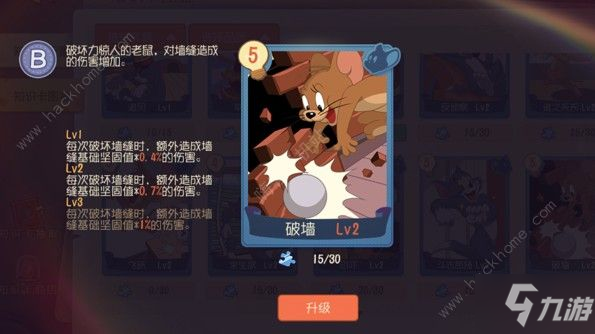 B
破坏力惊人的老鼠，对墙缝造成
的伤害增加。
Lv1
每次破坏墙缝时，额外造成墙
缝基础坚固值*0.4%的伤害。
Lv2
每次破坏墙缝时，额外造成墙
缝基础坚固值*0.7%的伤害。
Lv3
每次破坏墙缝时，额外造成墙
缝基础坚固值*1%的伤害。
5
破墙 Lv2
15/30
升级
九游
www.hackhome.com